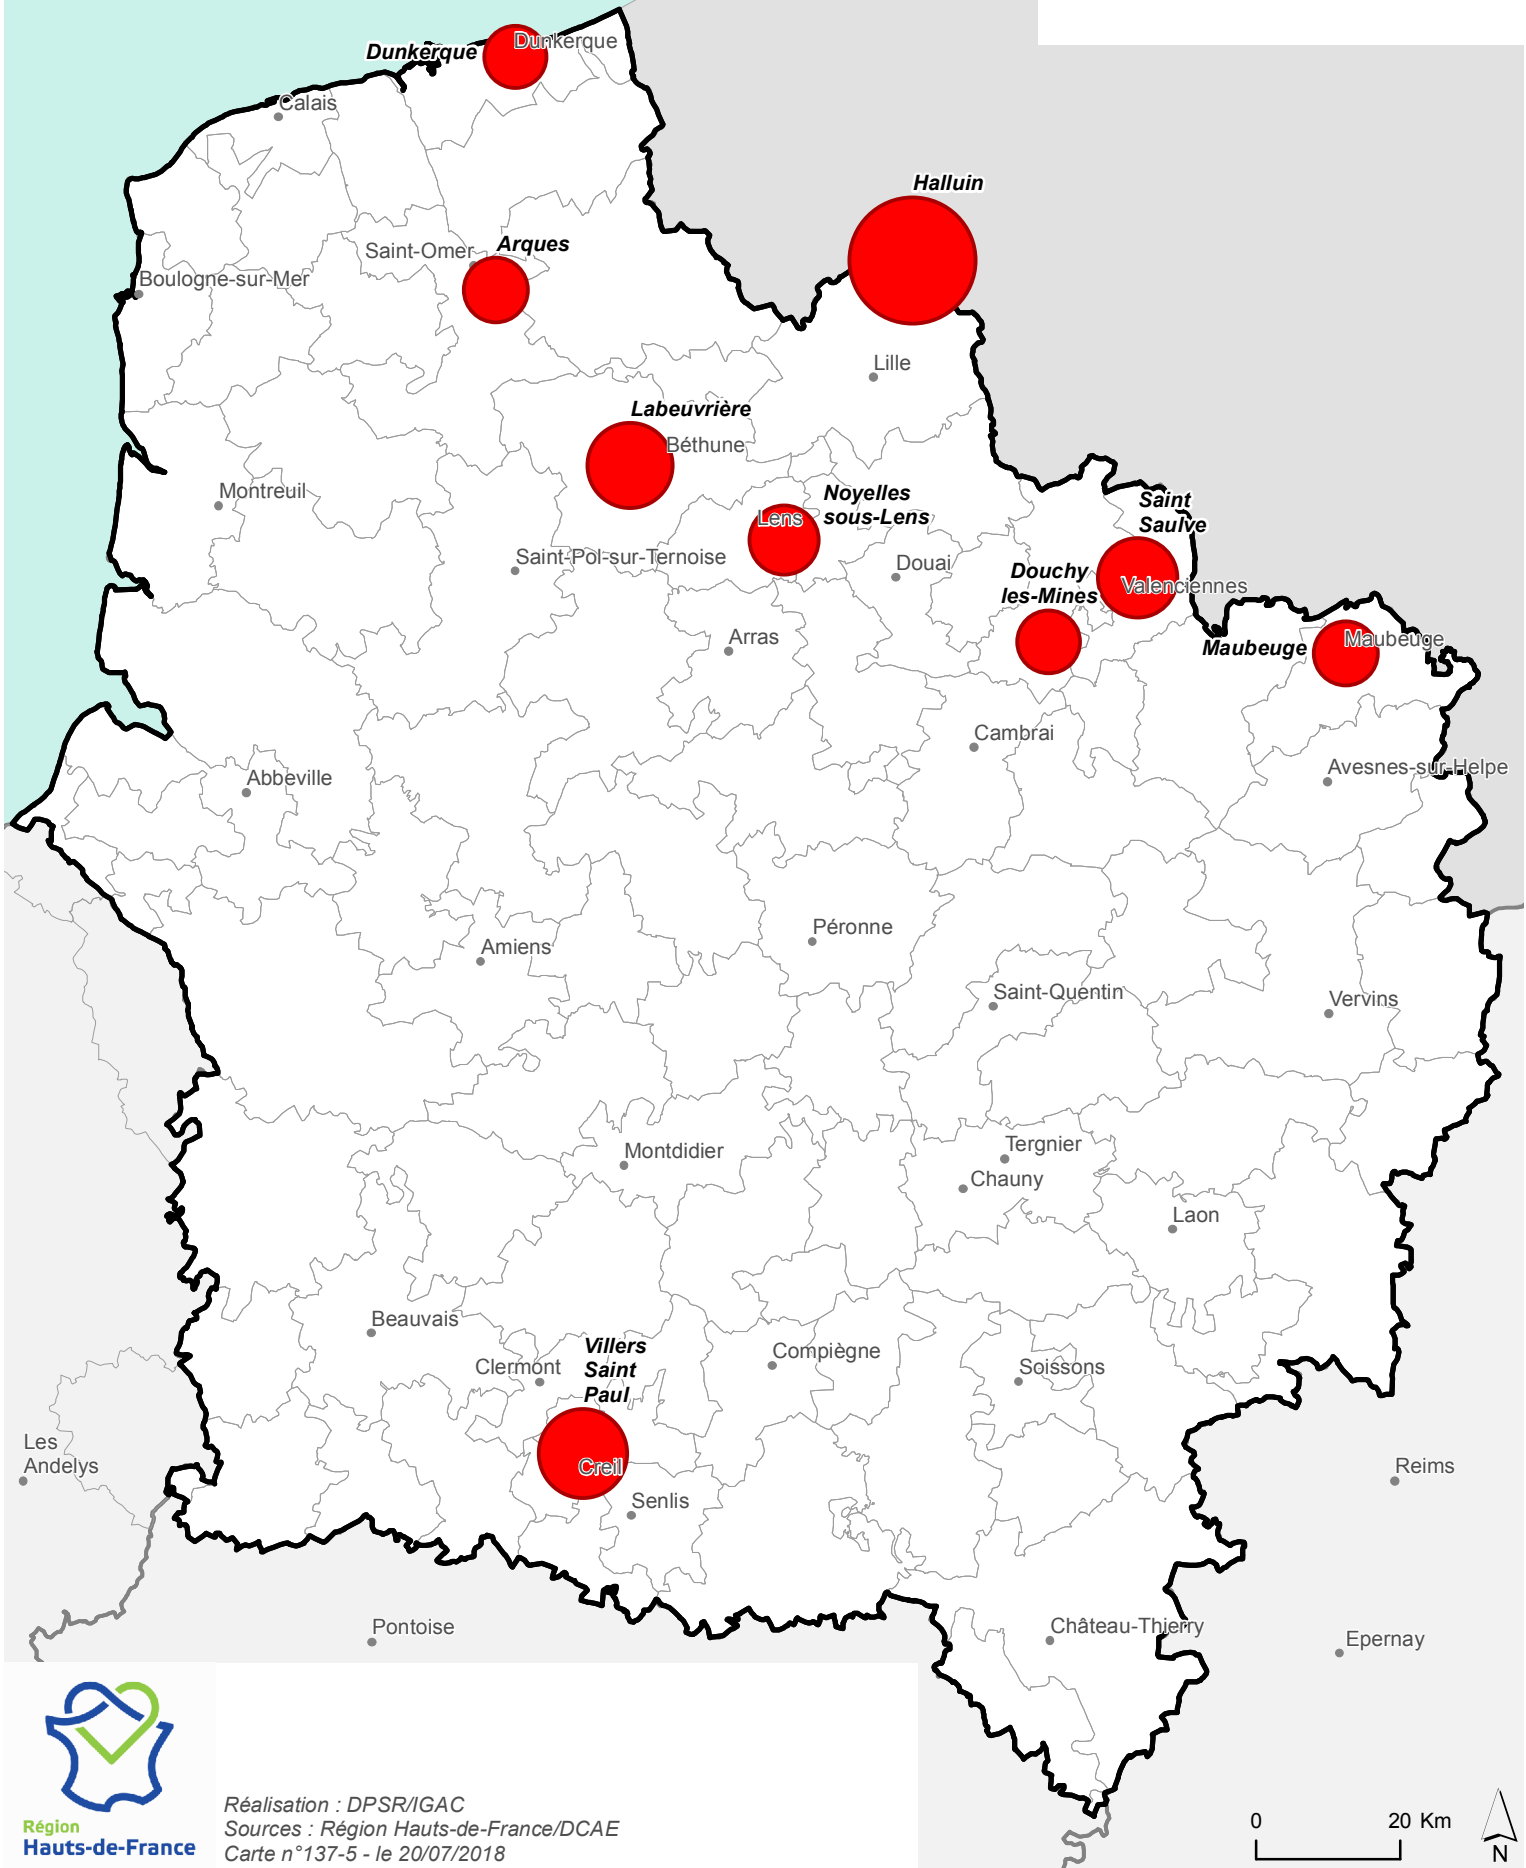 Dunkerque
Dunkerque
Calais
Halluin
Saint-Omer
Arques
Boulogne-sur-Mer
Lille
Labeuvrière
Béthune
Montreuil
Noyelles
sous-Lens
Lens
Saint
Saulve
Saint-Pol-sur-Ternoise
Douai
Douchy
les-Mines
Valenciennes
Arras
Maubeuge
Maubeuge
Cambrai
Abbeville
Avesnes-sur-Helpe
Péronne
Amiens
Saint-Quentin
Vervins
Montdidier
Tergnier
Chauny
Laon
Beauvais
Villers
Saint
Paul
Clermont
Compiègne
Soissons
Les
Andelys
Creil
Reims
Senlis
Pontoise
Château-Thierry
Epernay
Région
Hauts-de-France
Réalisation : DPSR/IGAC
Sources : Région Hauts-de-France/DCAE
Carte n°137-5 - le 20/07/2018
0 20 Km
N